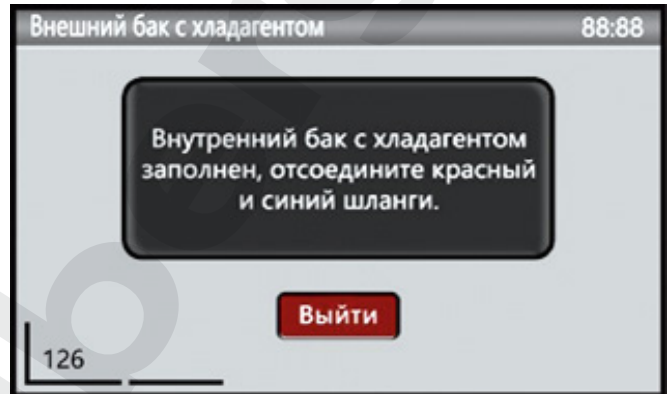 Внешний бак с хладагентом 88:88
Внутренний бак с хладагентом
заполнен, отсоедините красный
и синий шланги.
Выйти
126